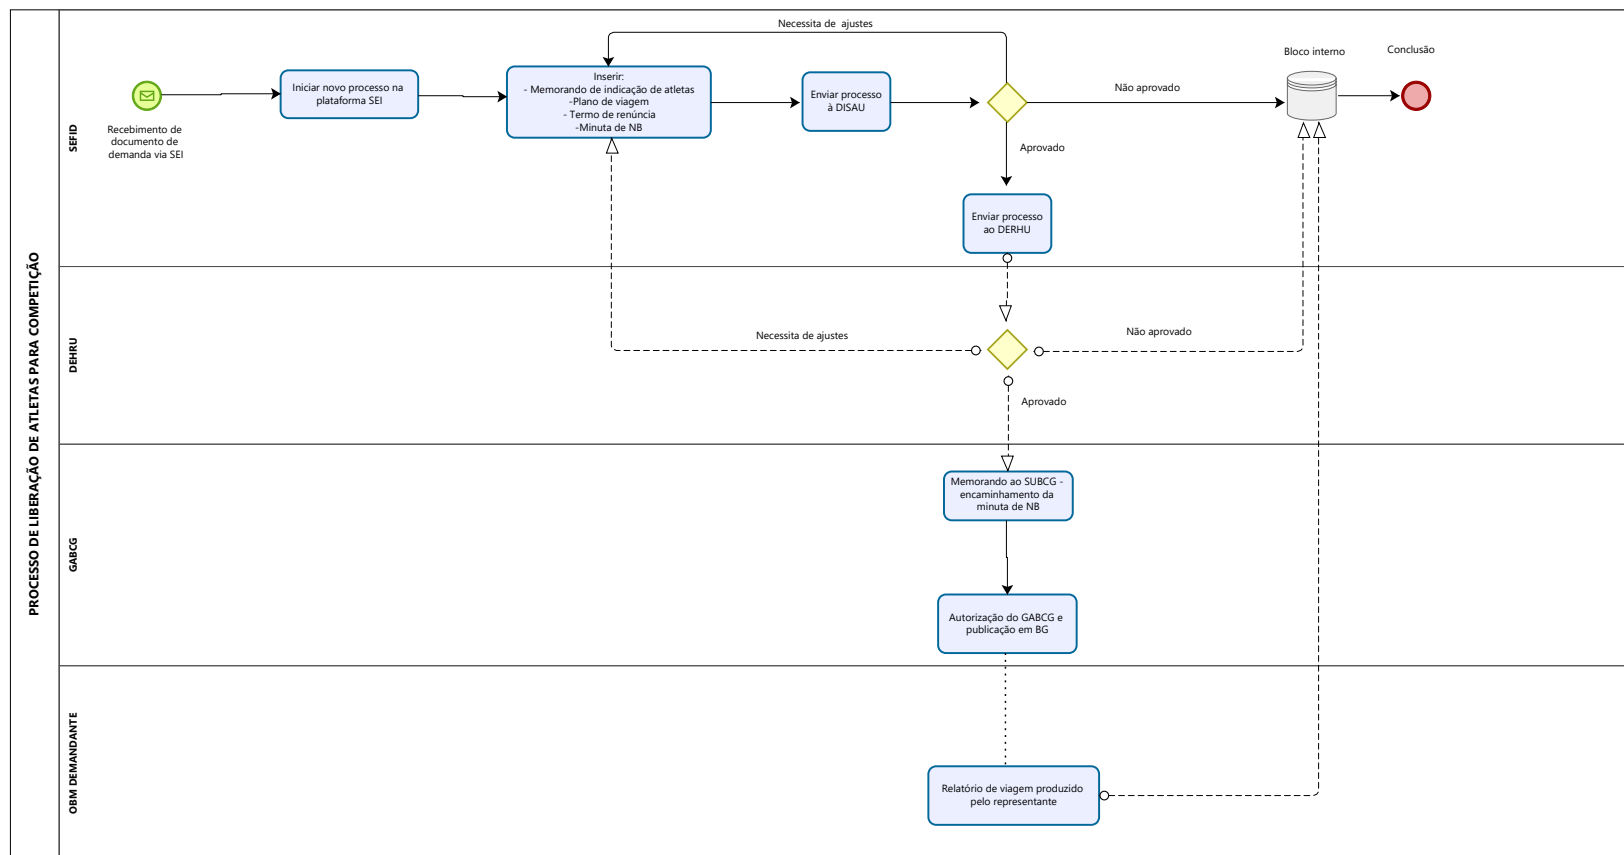 PROCESSO DE LIBERAÇÃO DE ATLETAS PARA COMPETIÇÃO
SEFID
Recebimento de
documento de
demanda via SEI
Iniciar novo processo na
plataforma SEI
Necessita de  ajustes
Inserir:
- Memorando de indicação de atletas
-Plano de viagem
- Termo de renúncia
-Minuta de NB
Enviar processo
à DISAU
Não aprovado
Bloco interno
Conclusão
Aprovado
Enviar processo
ao DERHU
DEHRU
Necessita de ajustes
Não aprovado
Aprovado
GABCG
Memorando ao SUBCG -
encaminhamento da
minuta de NB
Autorização do GABCG e
publicação em BG
OBM DEMANDANTE
Relatório de viagem produzido
pelo representante